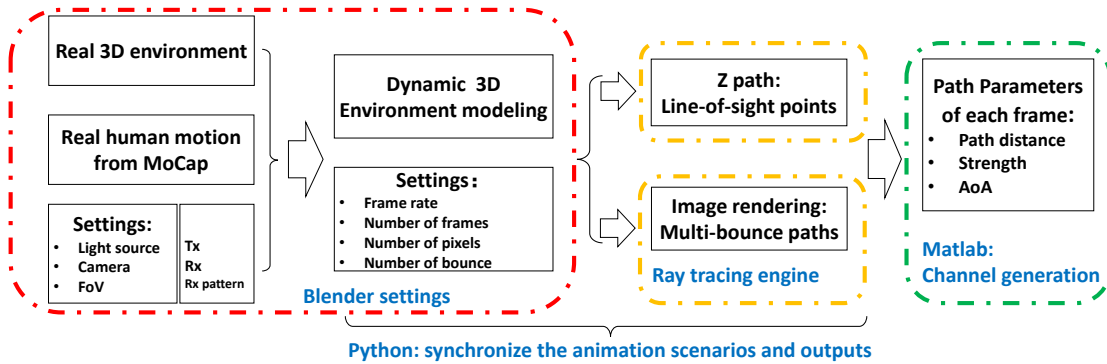 Real 3D environment
Real human motion
from MoCap
Settings:
• Light source
• Camera
• FoV
Tx
Rx
Rx pattern
Dynamic 3D
Environment modeling
Settings:
• Frame rate
• Number of frames
• Number of pixels
• Number of bounce
Blender settings
Z path:
Line-of-sight points
Image rendering:
Multi-bounce paths
Ray tracing engine
Path Parameters
of each frame:
• Path distance
• Strength
• AoA
Matlab:
Channel generation
Python: synchronize the animation scenarios and outputs